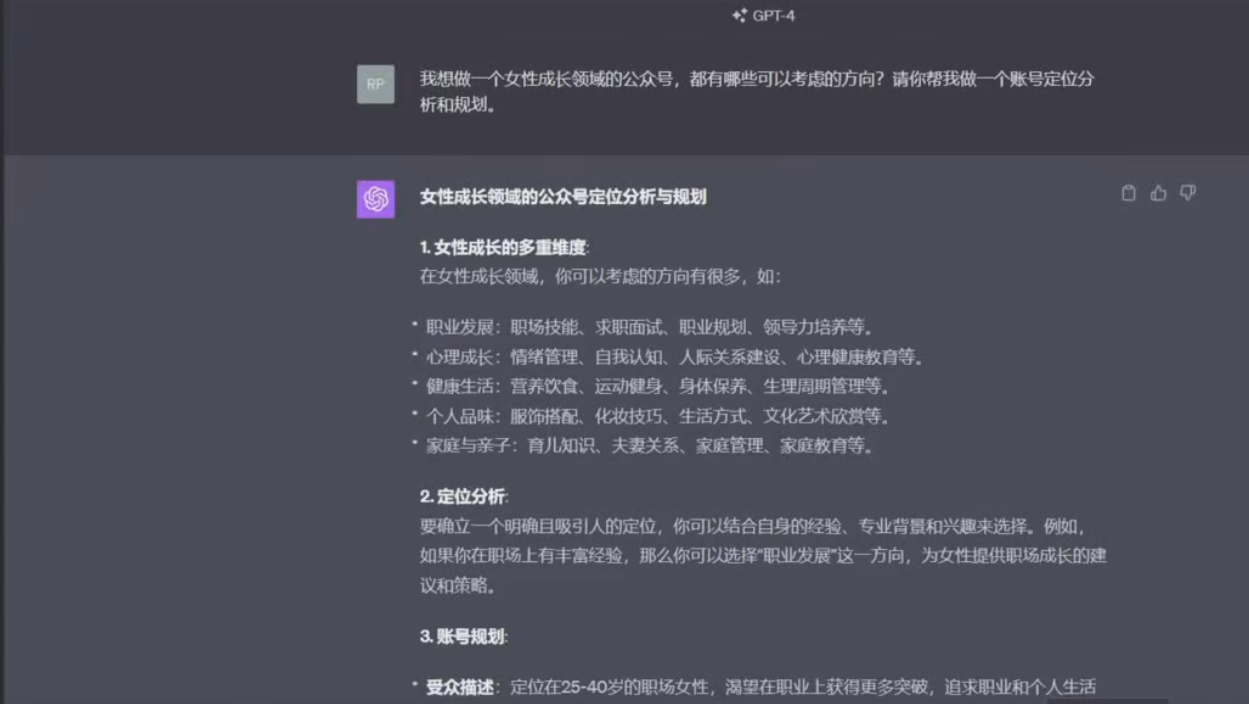 GPT-4
RP
我想做一个女性成长领域的公众号，都有哪些可以考虑的方向？请你帮我做一个账号定位分
析和规划。
女性成长领域的公众号定位分析与规划
1. 女性成长的多重维度:
在女性成长领域，你可以考虑的方向有很多，如：
• 职业发展：职场技能、求职面试、职业规划、领导力培养等。
• 心理成长：情绪管理、自我认知、人际关系建设、心理健康教育等。
• 健康生活：营养饮食、运动健身、身体保养、生理周期管理等。
• 个人品味：服饰搭配、化妆技巧、生活方式、文化艺术欣赏等。
• 家庭与亲子：育儿知识、夫妻关系、家庭管理、家庭教育等。
2. 定位分析:
要确立一个明确且吸引人的定位，你可以结合自身的经验、专业背景和兴趣来选择。例如，
如果你在职场上有丰富经验，那么你可以选择“职业发展”这一方向，为女性提供职场成长的建
议和策略。
3. 账号规划:
• 受众描述：定位在25-40岁的职场女性，渴望在职业上获得更多突破，追求职业和个人生活